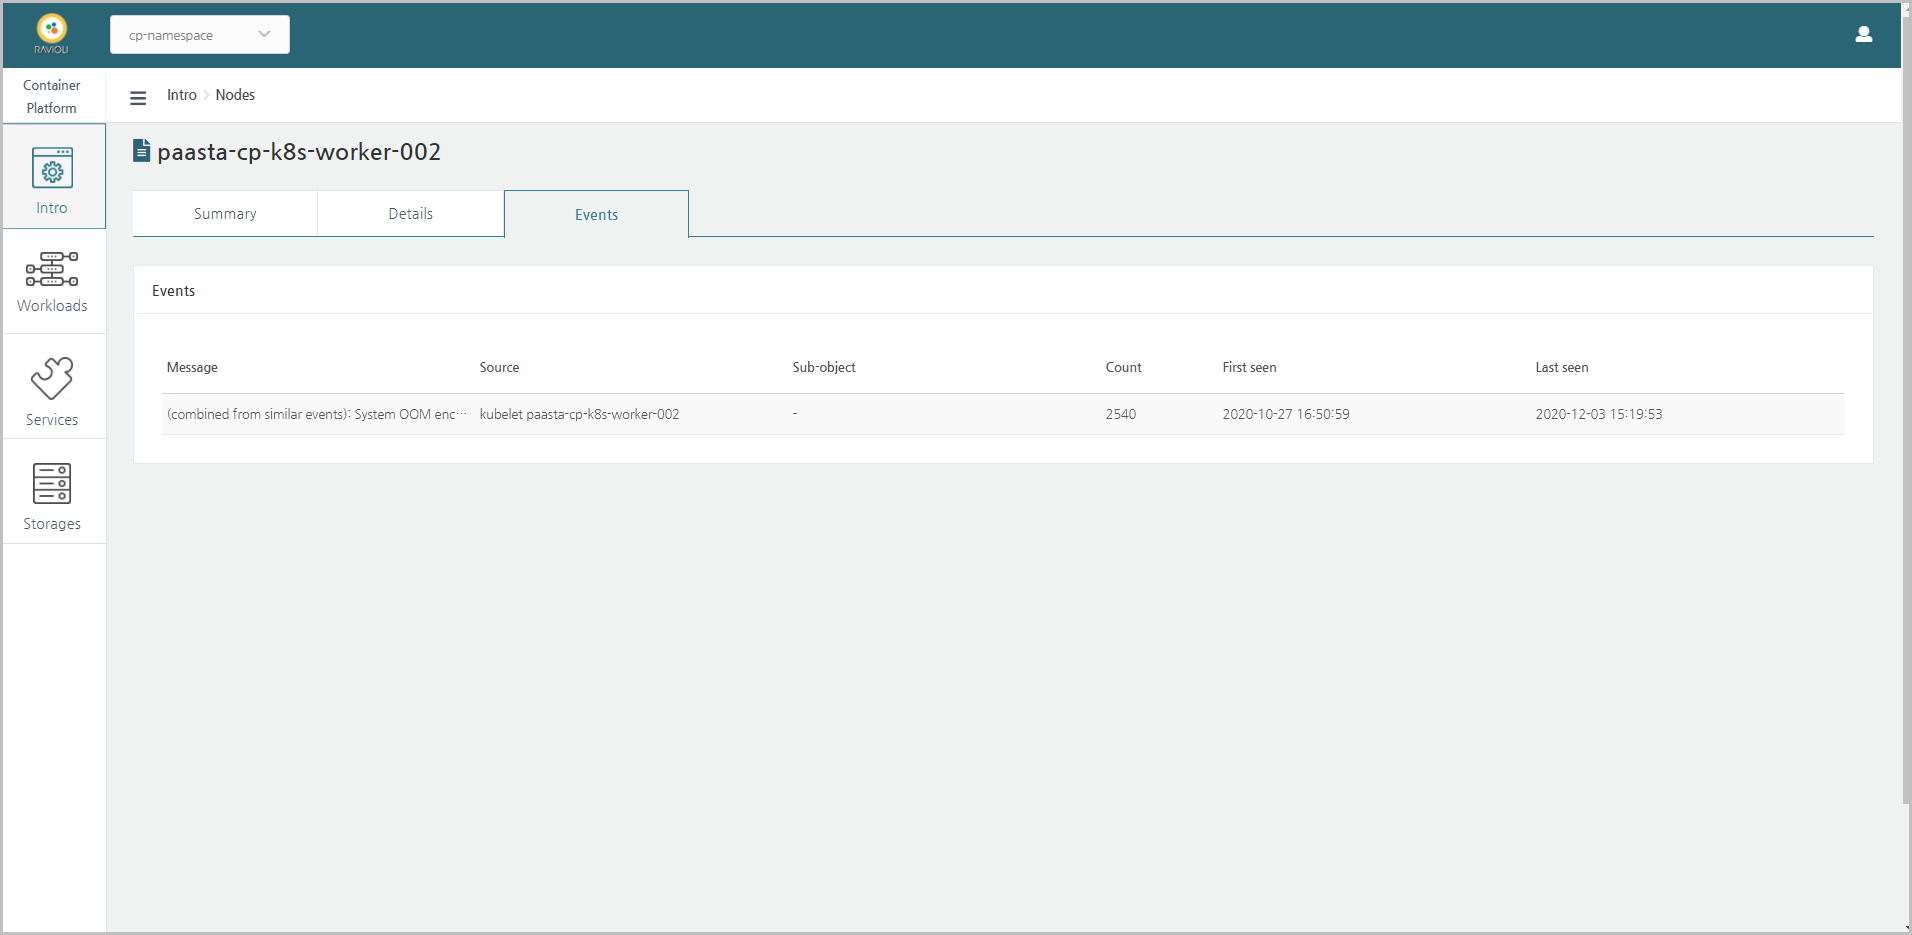 RAVIOLI
cp-namespace
Container
Platform
Intro
Nodes
Intro
Workloads
Services
Storages
paasta-cp-k8s-worker-002
Summary
Details
Events
Events
Message
Source
Sub-object
Count
First seen
Last seen
(combined from similar events): System OOM enc…
kubelet paasta-cp-k8s-worker-002
-
2540
2020-10-27 16:50:59
2020-12-03 15:19:53